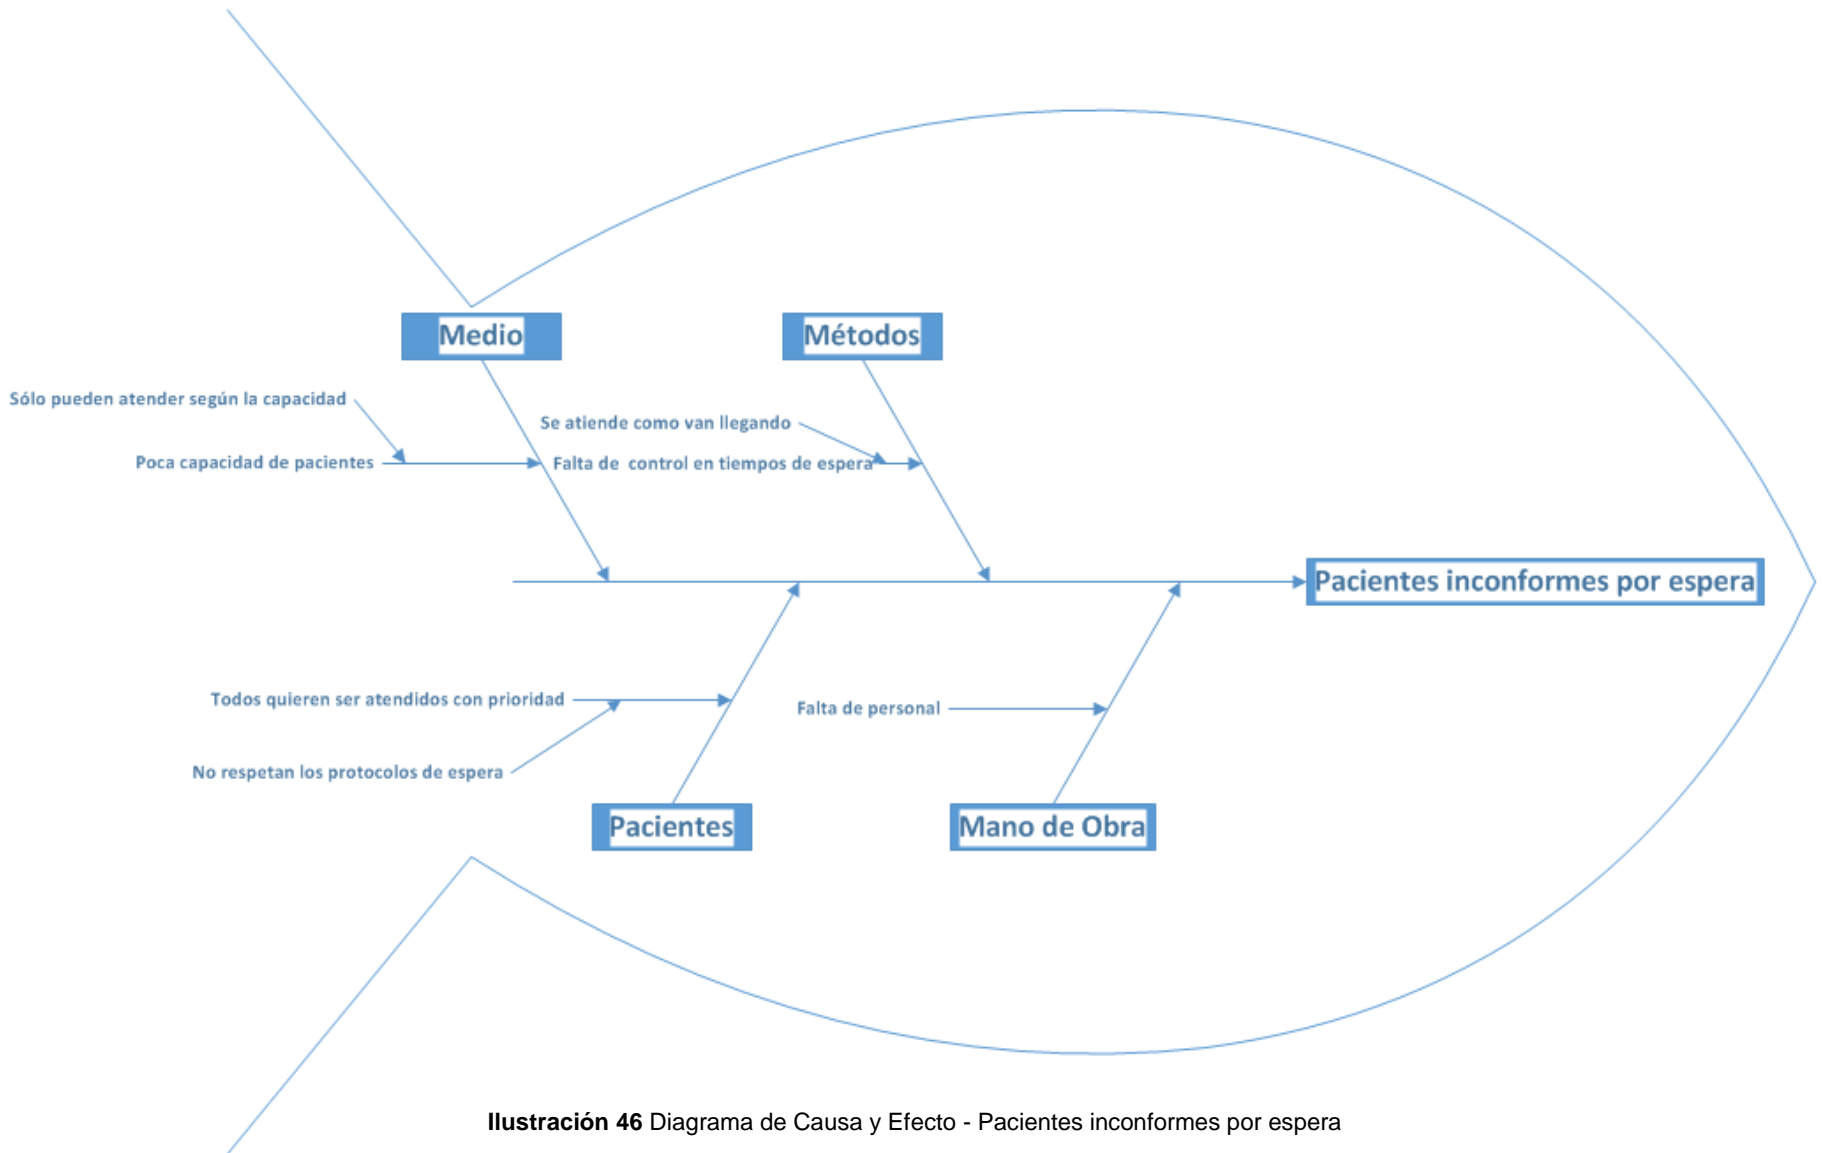 Medio
Métodos
Sólo pueden atender según la capacidad
Se atiende como van llegando
Poca capacidad de pacientes
Falta de control en tiempos de espera
Pacientes inconformes por espera
Todos quieren ser atendidos con prioridad
Falta de personal
No respetan los protocolos de espera
Pacientes
Mano de Obra
Ilustración 46 Diagrama de Causa y Efecto - Pacientes inconformes por espera